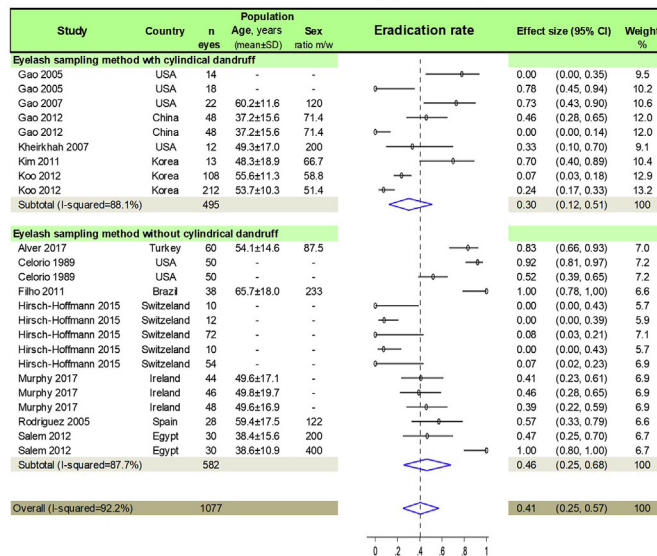 Population
Study Country n eyes Age, years (mean±SD) Sex ratio m/w Eradication rate Effect size (95% CI) Weight %
Eyelash sampling method wth cylindical dandruff
Gao 2005 USA 14 - - 0.00 (0.00, 0.35) 9.5
Gao 2005 USA 18 - - 0.78 (0.45, 0.94) 10.2
Gao 2007 USA 22 60.2±11.6 120 0.73 (0.43, 0.90) 10.6
Gao 2012 China 48 37.2±15.6 71.4 0.46 (0.28, 0.65) 12.0
Gao 2012 China 48 37.2±15.6 71.4 0.00 (0.00, 0.14) 12.0
Kheirkhah 2007 USA 12 49.3±17.0 200 0.33 (0.10, 0.70) 9.1
Kim 2011 Korea 13 48.3±18.9 66.7 0.70 (0.40, 0.89) 10.4
Koo 2012 Korea 108 55.6±11.3 58.8 0.07 (0.03, 0.18) 12.9
Koo 2012 Korea 212 53.7±10.3 51.4 0.24 (0.17, 0.33) 13.2
Subtotal (I-squared=88.1%) 495 0.30 (0.12, 0.51) 100
Eyelash sampling method without cylindrical dandruff
Alver 2017 Turkey 60 54.1±14.6 87.5 0.83 (0.66, 0.93) 7.0
Celorio 1989 USA 50 - - 0.92 (0.81, 0.97) 7.2
Celorio 1989 USA 50 - - 0.52 (0.39, 0.65) 7.2
Filho 2011 Brazil 38 65.7±18.0 233 1.00 (0.78, 1.00) 6.6
Hirsch-Hoffmann 2015 Switzeland 10 - - 0.00 (0.00, 0.43) 5.7
Hirsch-Hoffmann 2015 Switzeland 12 - - 0.00 (0.00, 0.39) 5.9
Hirsch-Hoffmann 2015 Switzeland 72 - - 0.08 (0.03, 0.21) 7.1
Hirsch-Hoffmann 2015 Switzeland 10 - - 0.00 (0.00, 0.43) 5.7
Hirsch-Hoffmann 2015 Switzeland 54 - - 0.07 (0.02, 0.23) 6.9
Murphy 2017 Ireland 44 49.6±17.1 - 0.41 (0.23, 0.61) 6.9
Murphy 2017 Ireland 46 49.8±19.7 - 0.46 (0.28, 0.65) 6.9
Murphy 2017 Ireland 48 49.6±16.9 - 0.39 (0.22, 0.59) 6.9
Rodriguez 2005 Spain 28 59.4±17.5 122 0.57 (0.33, 0.79) 6.6
Salem 2012 Egypt 30 38.4±15.6 200 0.47 (0.25, 0.70) 6.7
Salem 2012 Egypt 30 38.6±10.9 400 1.00 (0.80, 1.00) 6.7
Subtotal (I-squared=87.7%) 582 0.46 (0.25, 0.68) 100
Overall (I-squared=92.2%) 1077 0.41 (0.25, 0.57) 100
0 .2 .4 .6 .8 1